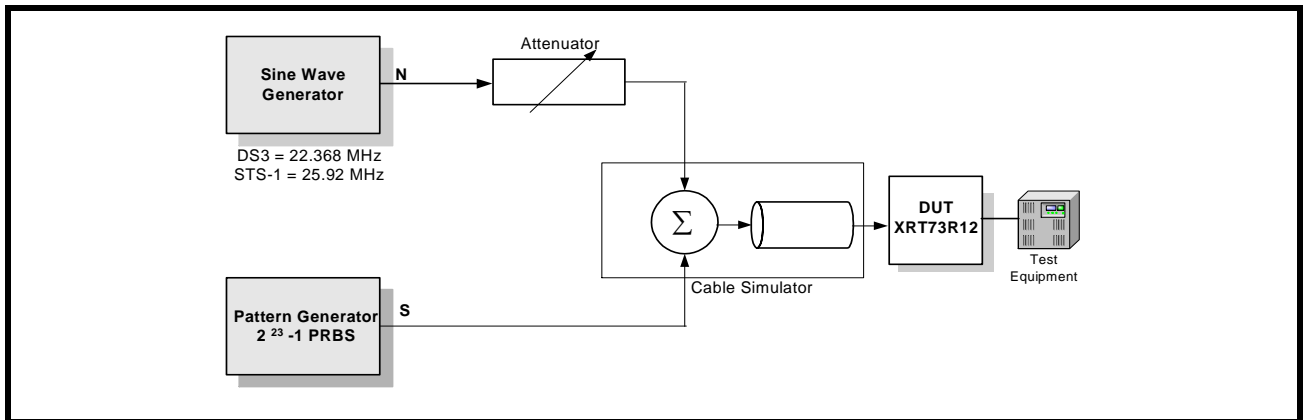 Attenuator
Sine Wave
Generator
N
DS3 = 22.368 MHz
STS-1 = 25.92 MHz
Σ
DUT
XRT73R12
Test
Equipment
Cable Simulator
Pattern Generator
2 ²³ -1 PRBS
S